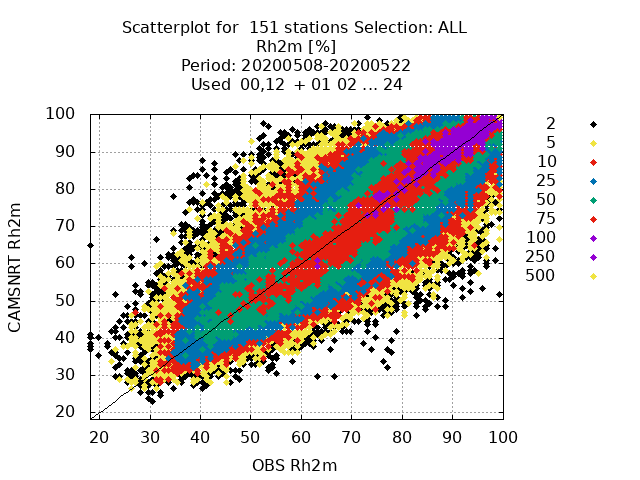 Scatterplot for  151 stations Selection: ALL
Rh2m [%]
Period: 20200508-20200522
Used  00,12  + 01 02 ... 24
100
90
80
70
60
50
40
30
20
CAMSNRT Rh2m
20 30 40 50 60 70 80 90 100
OBS Rh2m
2
5
10
25
50
75
100
250
500